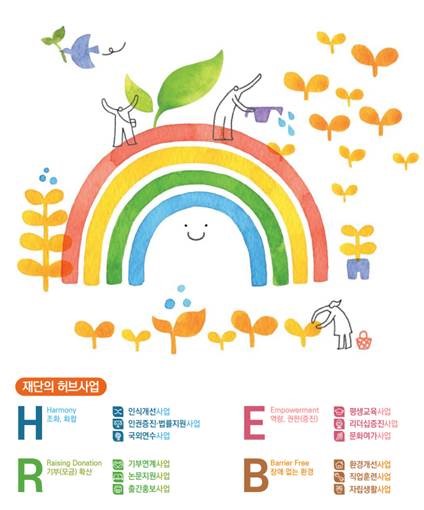 재단의 허브사업
H
Harmony
조화, 화합
인식개선사업
인권증진·법률지원사업
국외연수사업
E
Empowerment
역량, 권한(증진)
평생교육사업
리더십증진사업
문화여가사업
R
Raising Donation
기부(모금) 확산
기부연계사업
논문지원사업
출간홍보사업
B
Barrier Free
장애 없는 환경
환경개선사업
직업훈련사업
자립생활사업